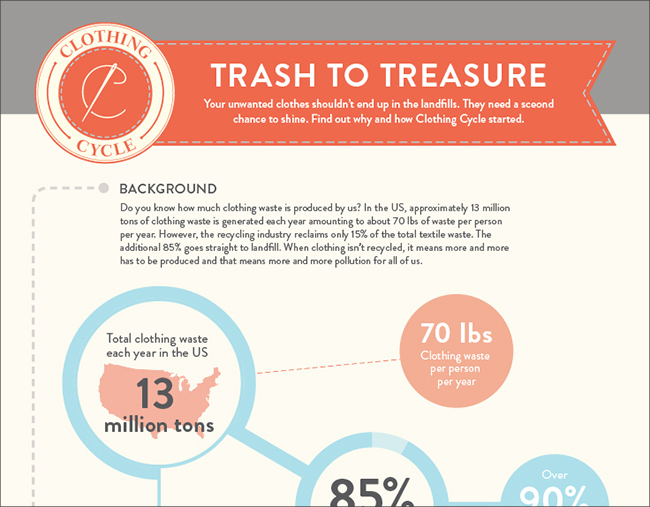 CLOTHING
CYCLE
TRASH TO TREASURE
Your unwanted clothes shouldn't end up in the landfills. They need a sceond
chance to shine. Find out why and how Clothing Cycle started.
BACKGROUND
Do you know how much clothing waste is produced by us? In the US, approximately 13 million
tons of clothing waste is generated each year amounting to about 70 lbs of waste per person
per year. However, the recycling industry reclaims only 15% of the total textile waste. The
additional 85% goes straight to landfill. When clothing isn't recycled, it means more and more
has to be produced and that means more and more pollution for all of us.
Total clothing waste
each year in the US
13
million tons
70 lbs
Clothing waste
per person
per year
85%
Over
90%